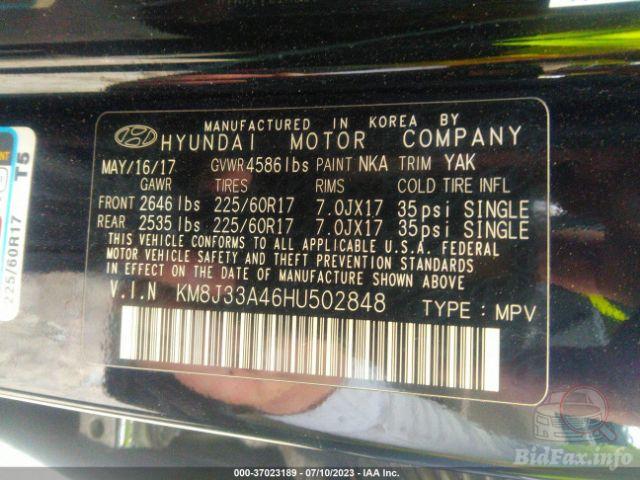 MANUFACTURED IN KOREA BY
HYUNDAI MOTOR COMPANY
MAY/16/17 GVWR 4586lbs PAINT NKA TRIM YAK
GAWR TIRES RIMS COLD TIRE INFL
FRONT 2646 lbs 225/60R17 7.0JX17 35psi SINGLE
REAR 2535 lbs 225/60R17 7.0JX17 35psi SINGLE
THIS VEHICLE CONFORMS TO ALL APPLICABLE U.S.A. FEDERAL
MOTOR VEHICLE SAFETY AND THEFT PREVENTION STANDARDS
IN EFFECT ON THE DATE OF MANUFACTURE SHOWN ABOVE
V.I.N KM8J33A46HU502848 TYPE : MPV
225/60R17 T5
BidFax.info
000-37023189 - 07/10/2023 - IAA Inc.